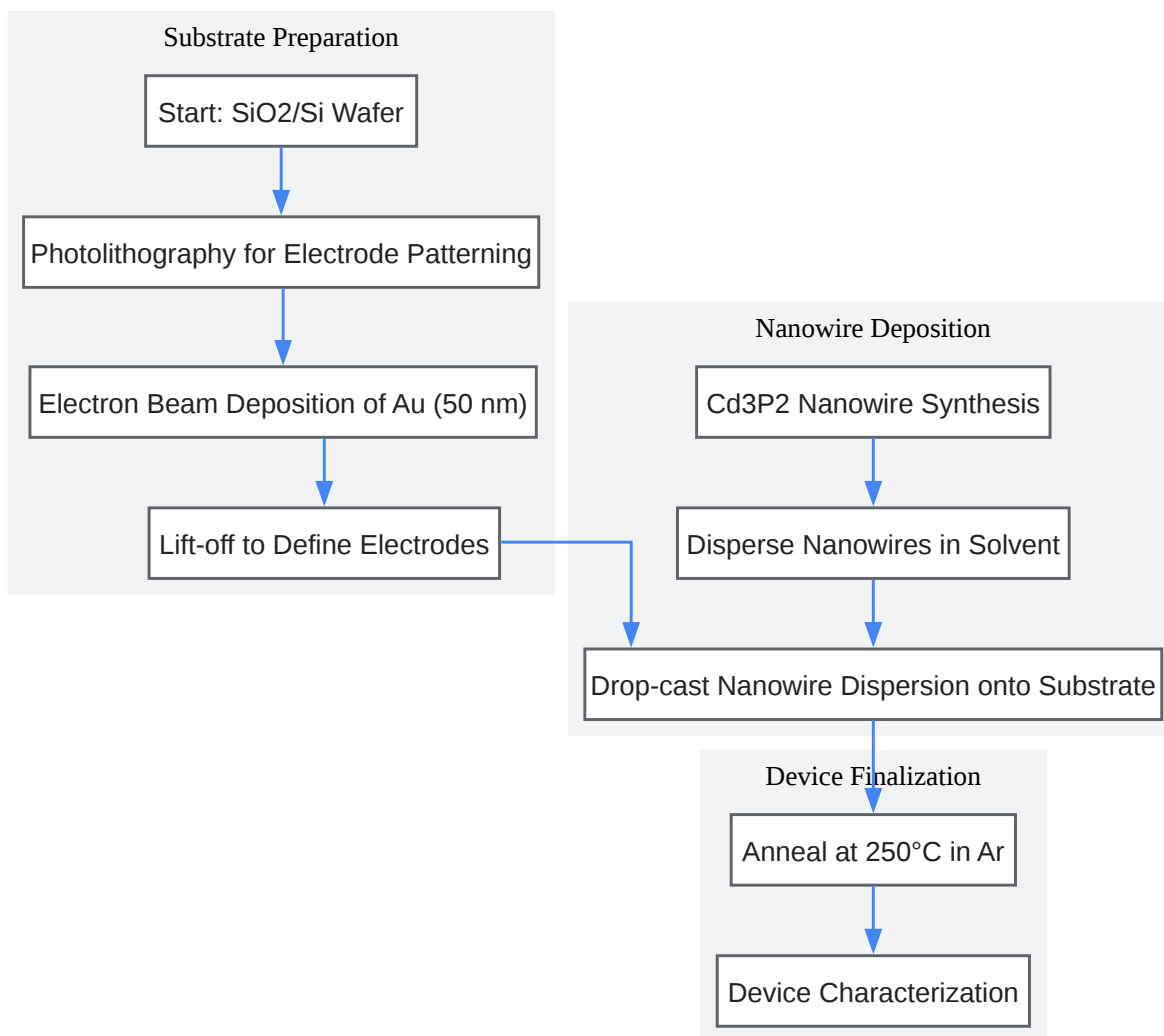 Substrate Preparation
Start: SiO2/Si Wafer
Photolithography for Electrode Patterning
Electron Beam Deposition of Au (50 nm)
Lift-off to Define Electrodes
Nanowire Deposition
Cd3P2 Nanowire Synthesis
Disperse Nanowires in Solvent
Drop-cast Nanowire Dispersion onto Substrate
Device Finalization
Anneal at 250°C in Ar
Device Characterization